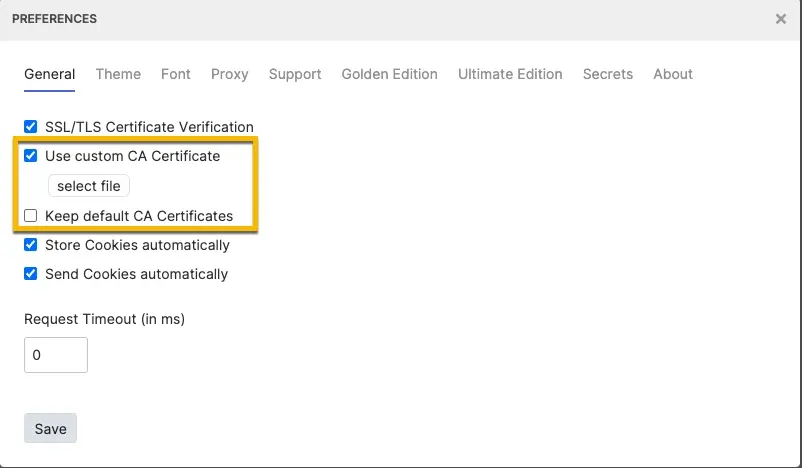 PREFERENCES
General Theme Font Proxy Support Golden Edition Ultimate Edition Secrets About
SSL/TLS Certificate Verification
Use custom CA Certificate
select file
Keep default CA Certificates
Store Cookies automatically
Send Cookies automatically
Request Timeout (in ms)
0
Save